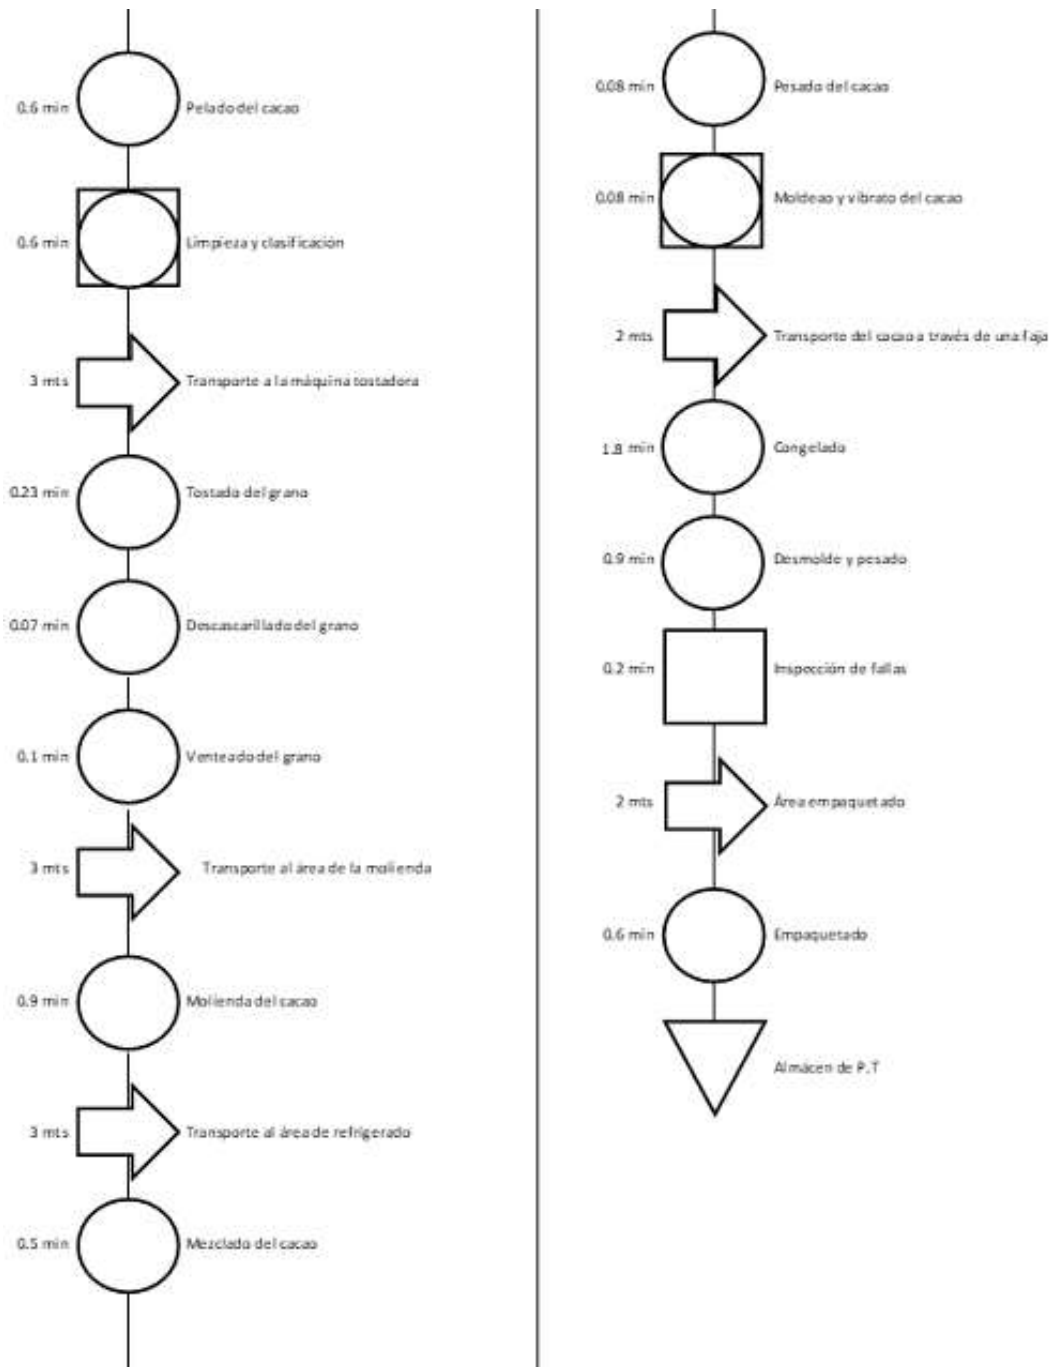 0.6 min Pelado del cacao
0.6 min Limpieza y clasificación
3 mts Transporte a la máquina tostadora
0.23 min Tostado del grano
0.07 min Descascarillado del grano
0.1 min Venteado del grano
3 mts Transporte al área de la molienda
0.9 min Molienda del cacao
3 mts Transporte al área de refrigerado
0.5 min Mezclado del cacao
0.08 min Pesado del cacao
0.08 min Moldeao y vibrato del cacao
2 mts Transporte del cacao a través de una faja
1.8 min Congelado
0.9 min Desmolde y pesado
0.2 min Inspección de fallas
2 mts Área empaquetado
0.6 min Empaquetado
Almácen de P.T